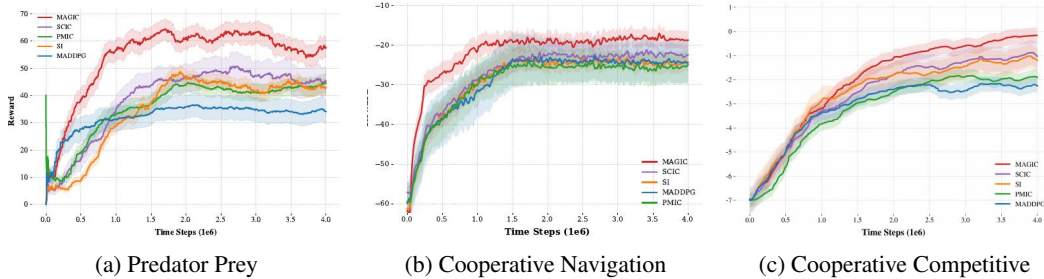 MAGIC
SCIC
PMIC
SI
MADDPG
Reward
70
60
50
40
30
20
10
0
0.0 0.5 1.0 1.5 2.0 2.5 3.0 3.5 4.0
Time Steps (1e6)
(a) Predator Prey
−10
−20
−30
−40
−50
−60
0.0 0.5 1.0 1.5 2.0 2.5 3.0 3.5 4.0
Time Steps (1e6)
MAGIC
SCIC
SI
MADDPG
PMIC
(b) Cooperative Navigation
1
0
-1
-2
-3
-4
-5
-6
-7
0.0 0.5 1.0 1.5 2.0 2.5 3.0 3.5 4.0
Time Steps (1e6)
MAGIC
SCIC
SI
PMIC
MADDPG
(c) Cooperative Competitive